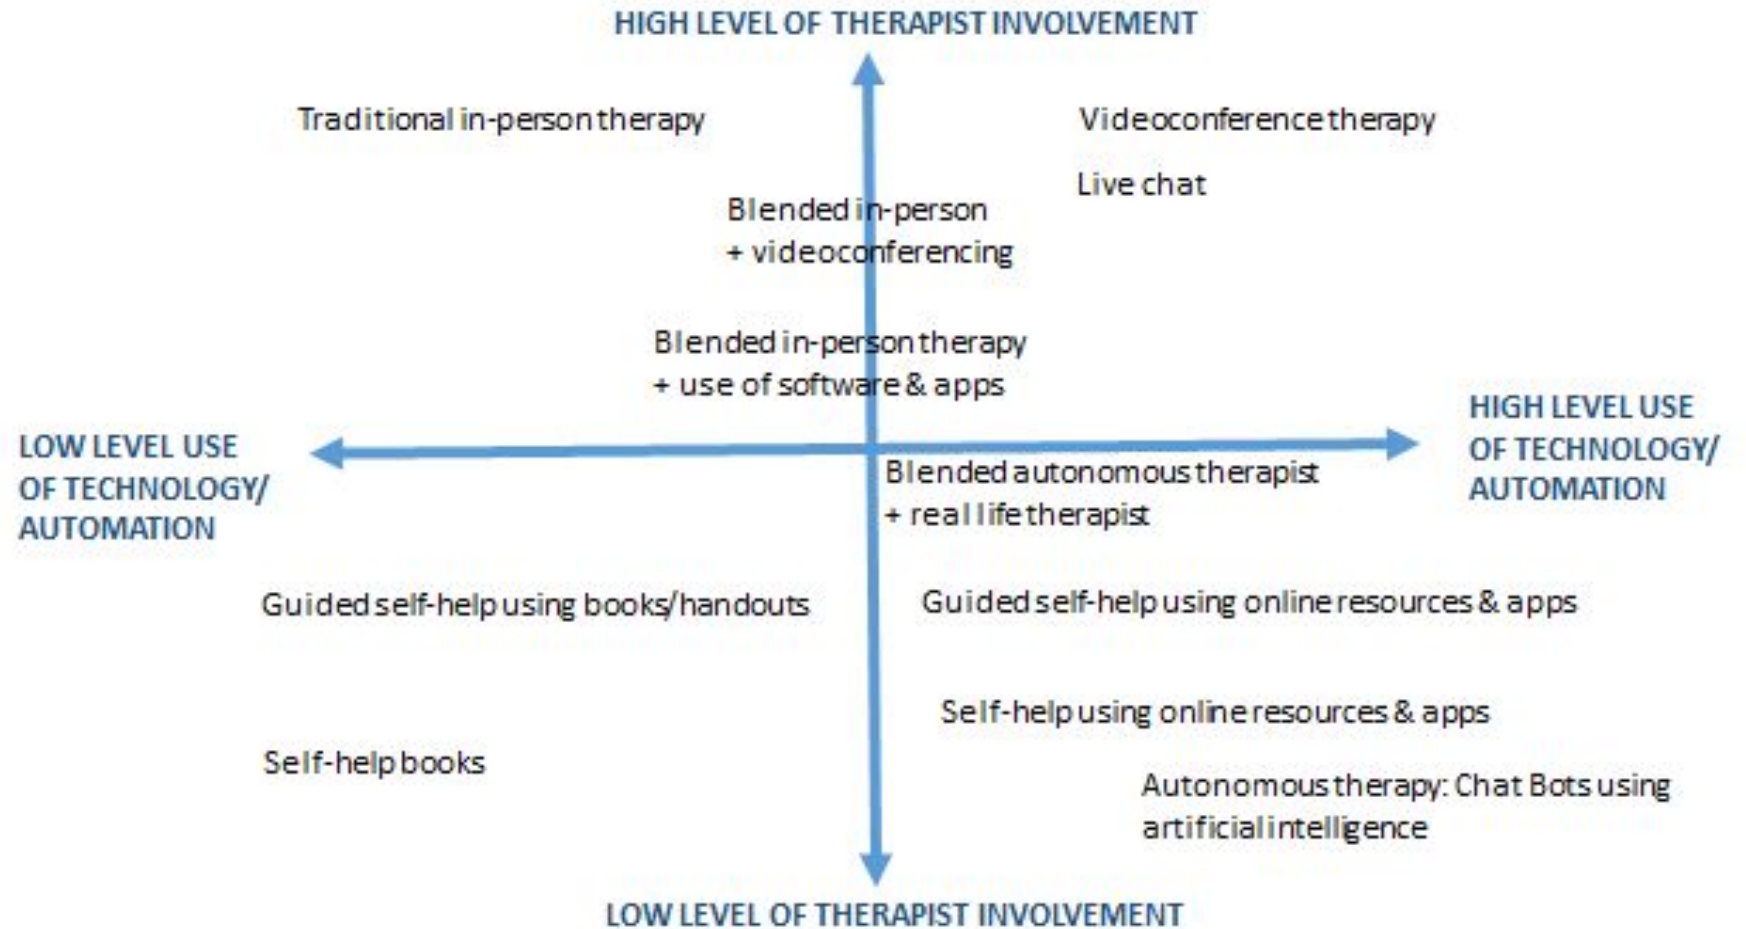 HIGH LEVEL OF THERAPIST INVOLVEMENT
Traditional in-person therapy
Videoconference therapy
Live chat
Blended in-person
+ videoconferencing
Blended in-person therapy
+ use of software & apps
LOW LEVEL USE
OF TECHNOLOGY/
AUTOMATION
HIGH LEVEL USE
OF TECHNOLOGY/
AUTOMATION
Blended autonomous therapist
+ real life therapist
Guided self-help using books/handouts
Guided self-help using online resources & apps
Self-help using online resources & apps
Self-help books
Autonomous therapy: Chat Bots using
artificial intelligence
LOW LEVEL OF THERAPIST INVOLVEMENT